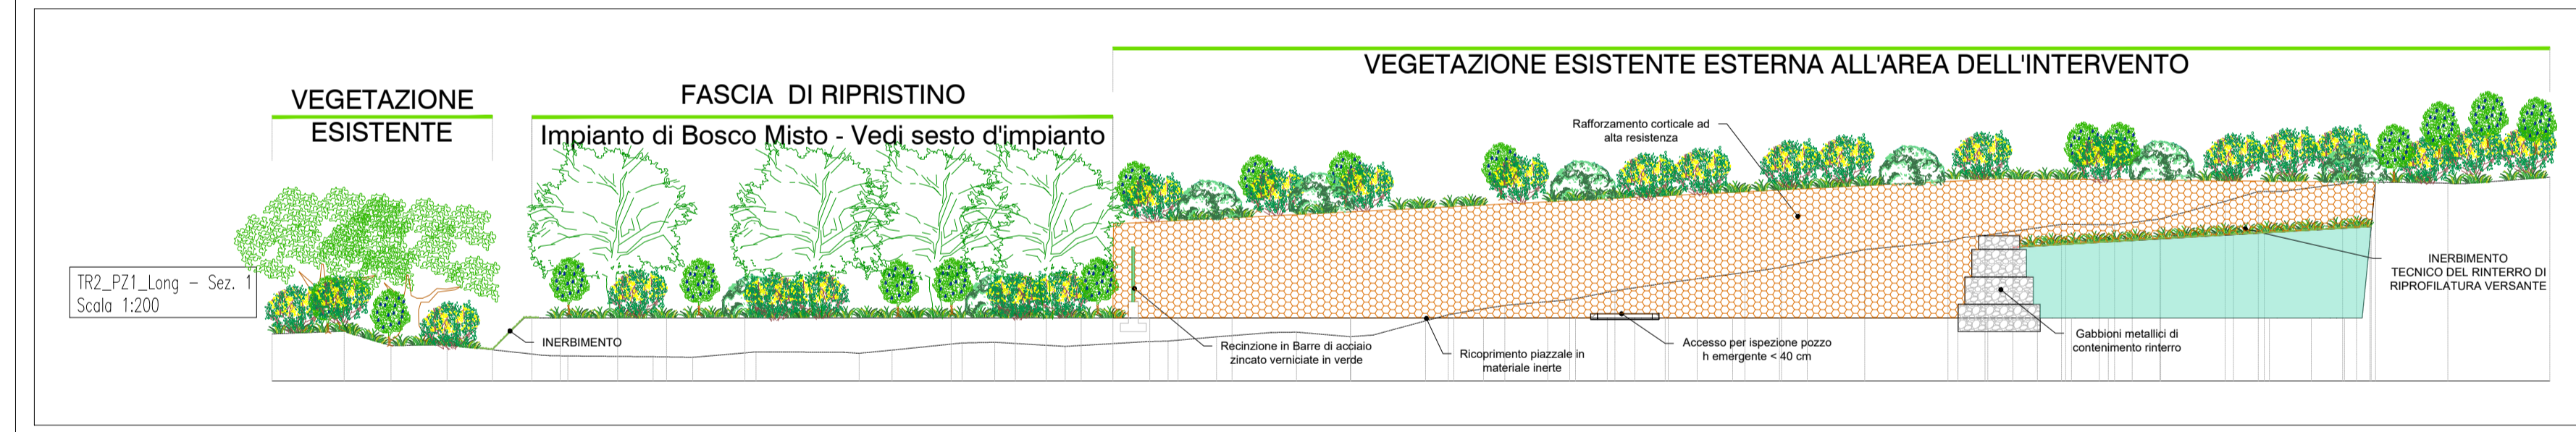 VEGETAZIONE
ESISTENTE
FASCIA DI RIPRISTINO
Impianto di Bosco Misto - Vedi sesto d'impianto
VEGETAZIONE ESISTENTE ESTERNA ALL'AREA DELL'INTERVENTO
Rafforzamento corticale ad
alta resistenza
TR2_PZ1_Long – Sez. 1
Scala 1:200
INERBIMENTO
Recinzione in Barre di acciaio
zincato verniciate in verde
Ricoprimento piazzale in
materiale inerte
Accesso per ispezione pozzo
h emergente < 40 cm
Gabbioni metallici di
contenimento rinterro
INERBIMENTO
TECNICO DEL RINTERRO DI
RIPROFILATURA VERSANTE